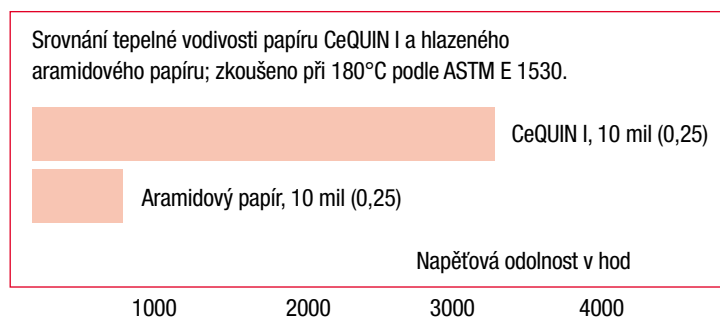 Srovnání tepelné vodivosti papíru CeQUIN I a hlazeného
aramidového papíru; zkoušeno při 180°C podle ASTM E 1530.
CeQUIN I, 10 mil (0,25)
Aramidový papír, 10 mil (0,25)
Napěťová odolnost v hod
1000 2000 3000 4000